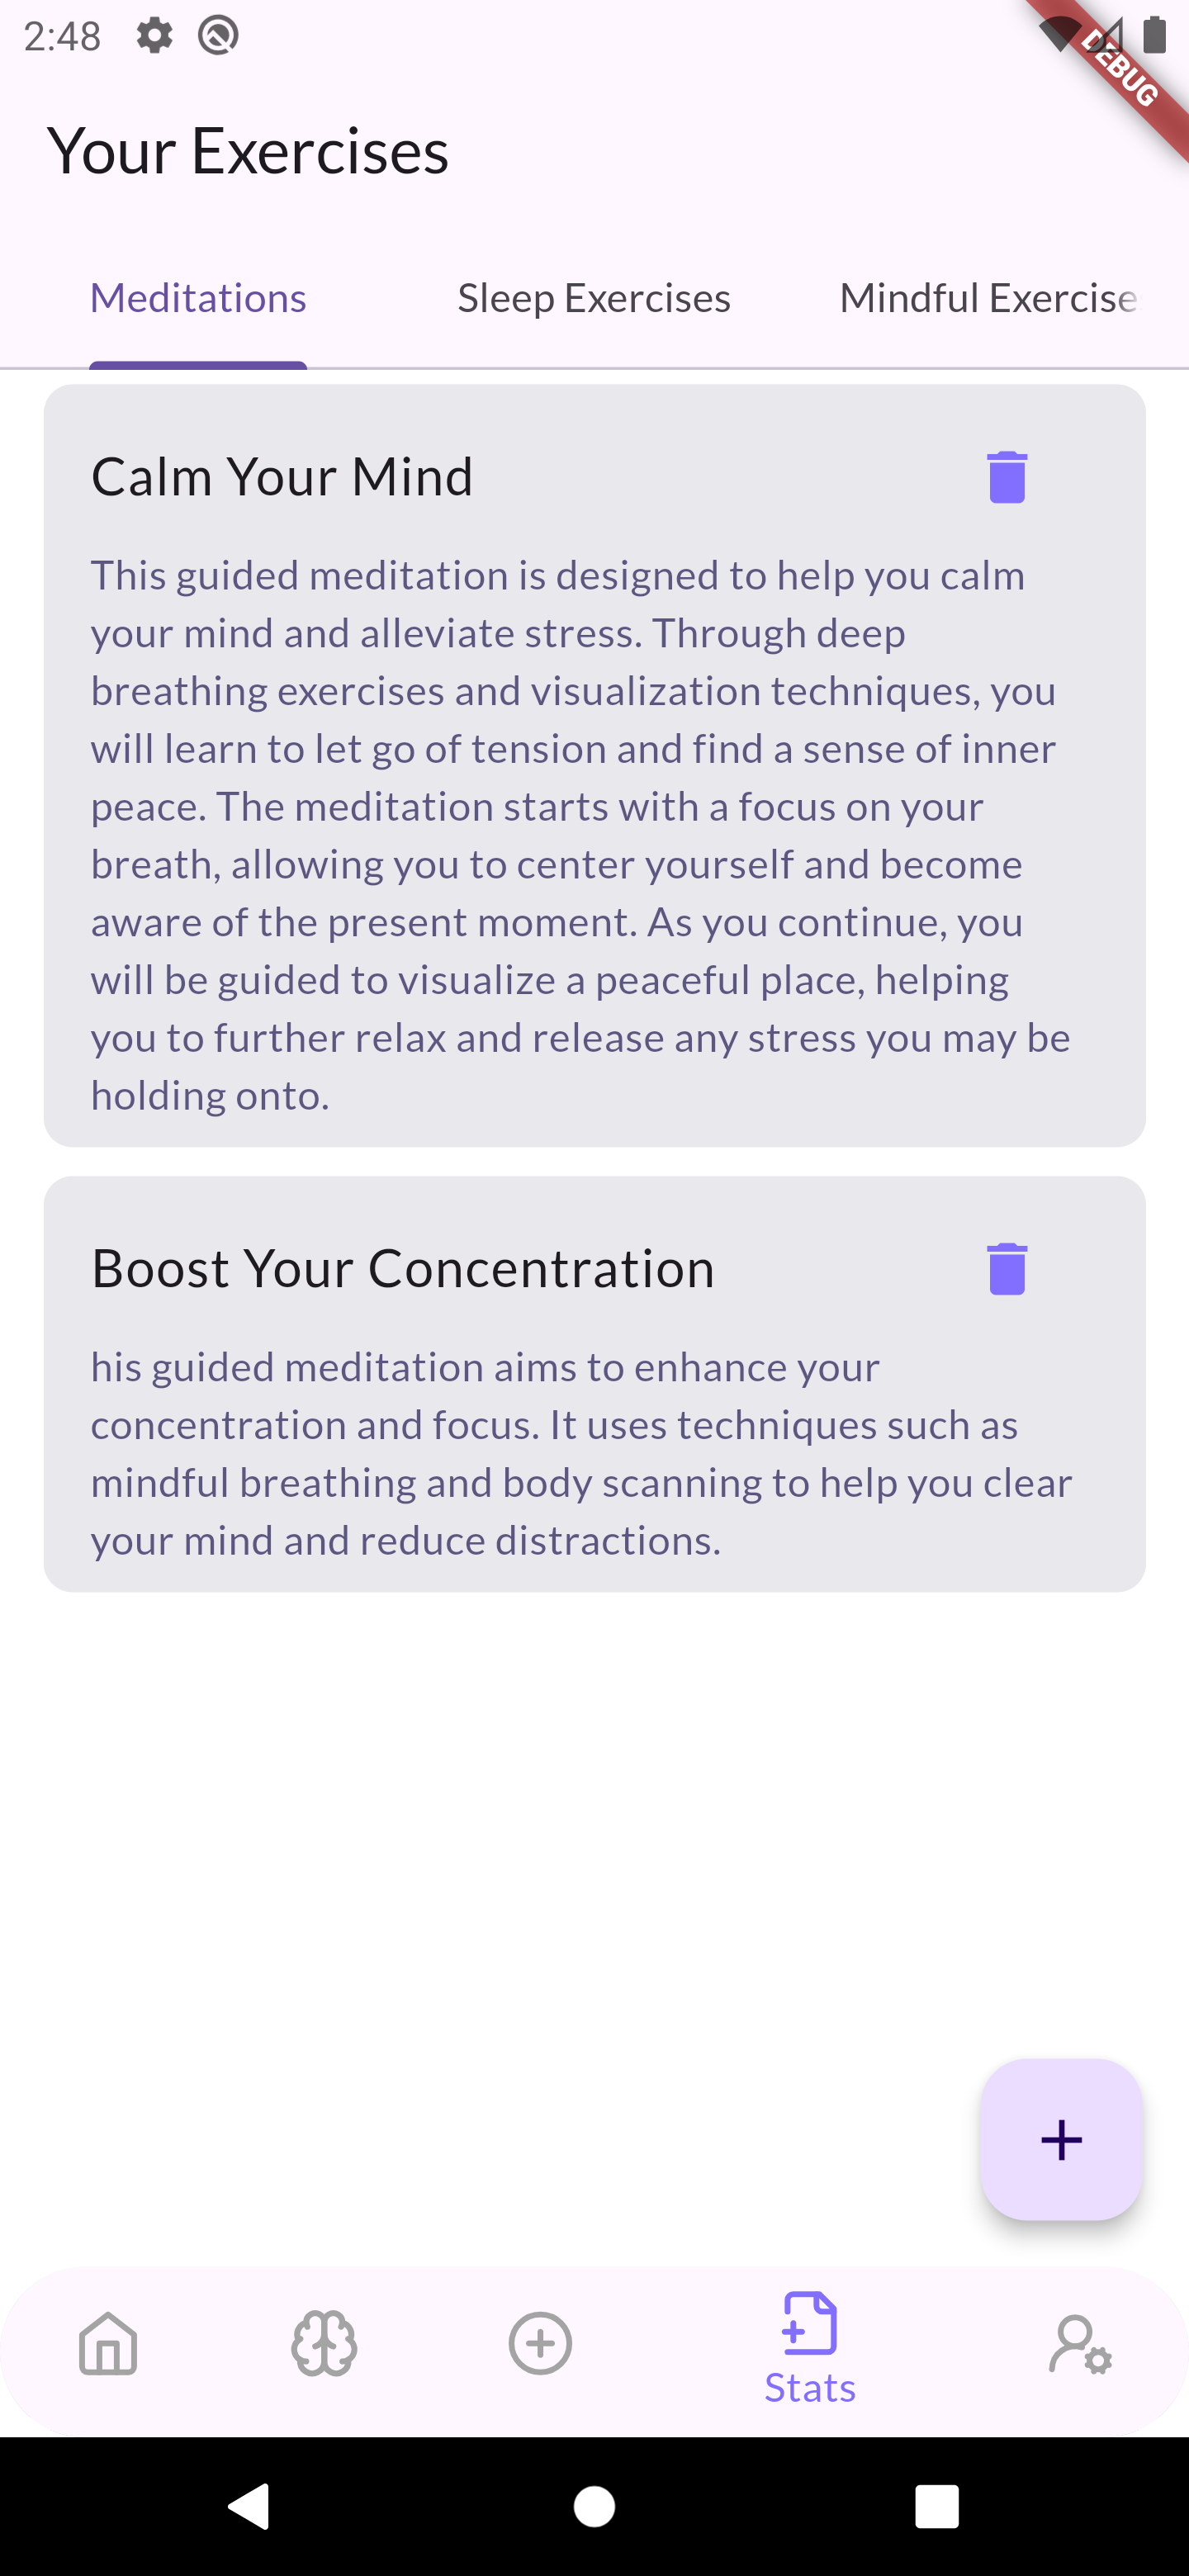 2:48
DEBUG
Your Exercises
Meditations Sleep Exercises Mindful Exercise
Calm Your Mind
This guided meditation is designed to help you calm
your mind and alleviate stress. Through deep
breathing exercises and visualization techniques, you
will learn to let go of tension and find a sense of inner
peace. The meditation starts with a focus on your
breath, allowing you to center yourself and become
aware of the present moment. As you continue, you
will be guided to visualize a peaceful place, helping
you to further relax and release any stress you may be
holding onto.
Boost Your Concentration
his guided meditation aims to enhance your
concentration and focus. It uses techniques such as
mindful breathing and body scanning to help you clear
your mind and reduce distractions.
Stats